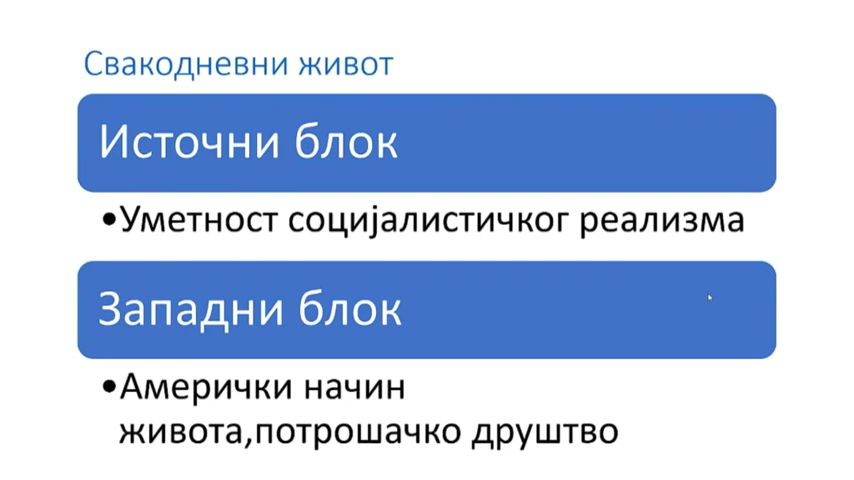 Свакодневни живот
Источни блок
•Уметност социјалистичког реализма
Западни блок
•Амерички начин
живота,потрошачко друштво